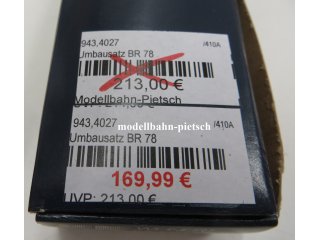 943,4027 /410A
Umbausatz BR 78
213,00 €
Modellbahn-Pietsch
943,4027 /410A
modellbahn-pietsch
Umbausatz BR 78
169,99 €
UVP: 213,00 €